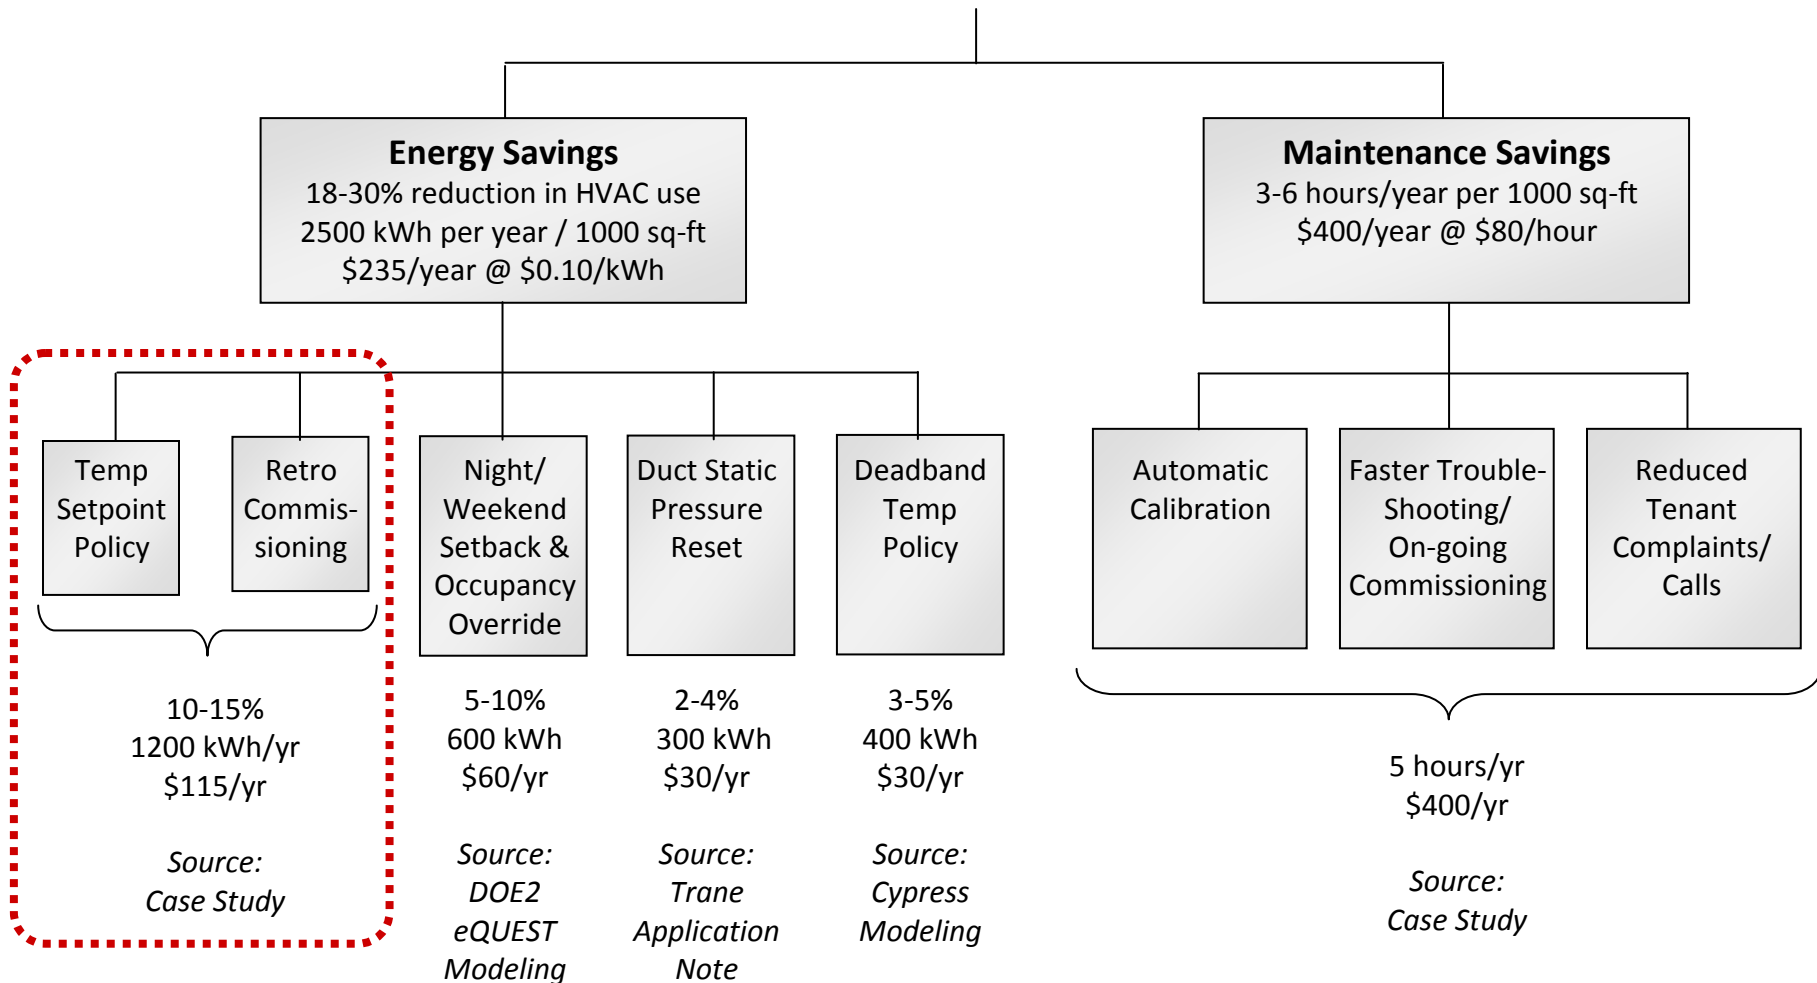 Energy Savings
18-30% reduction in HVAC use
2500 kWh per year / 1000 sq-ft
$235/year @ $0.10/kWh
Maintenance Savings
3-6 hours/year per 1000 sq-ft
$400/year @ $80/hour
Temp
Setpoint
Policy
Retro
Commis-
sioning
Night/
Weekend
Setback &
Occupancy
Override
Duct Static
Pressure
Reset
Deadband
Temp
Policy
Automatic
Calibration
Faster Trouble-
Shooting/
On-going
Commissioning
Reduced
Tenant
Complaints/
Calls
10-15%
1200 kWh/yr
$115/yr
Source:
Case Study
5-10%
600 kWh
$60/yr
Source:
DOE2
eQUEST
Modeling
2-4%
300 kWh
$30/yr
Source:
Trane
Application
Note
3-5%
400 kWh
$30/yr
Source:
Cypress
Modeling
5 hours/yr
$400/yr
Source:
Case Study